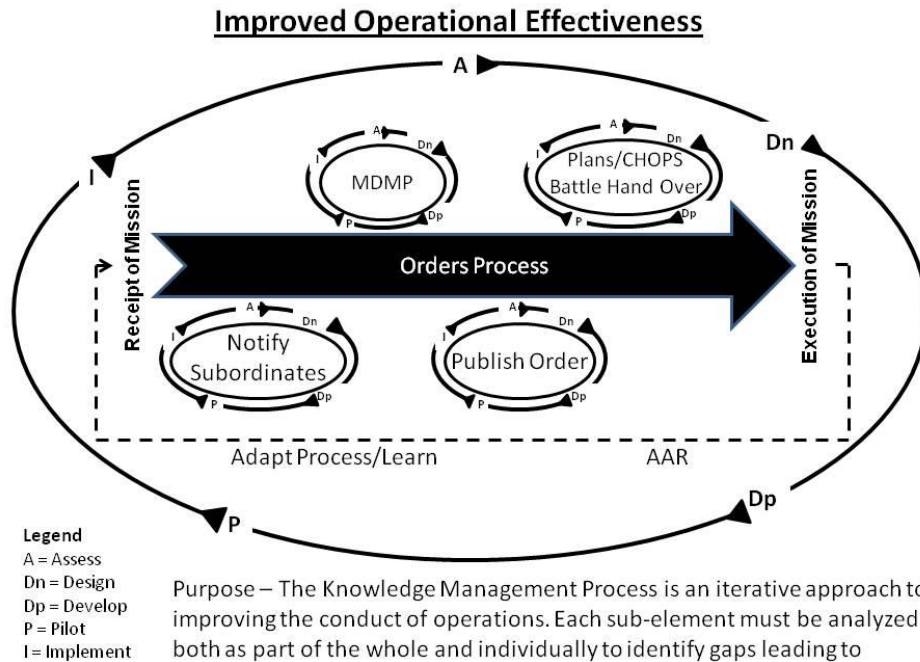 Improved Operational Effectiveness
A
Dn
I
A
Dn
I
MDMP
P
Dp
A
Dn
I
Plans/CHOPS
Battle Hand Over
P
Dp
Receipt of Mission
Orders Process
Execution of Mission
A
Dn
I
Notify
Subordinates
P
Dp
A
Dn
I
Publish Order
P
Dp
Adapt Process/Learn
AAR
Dp
P
Legend
A = Assess
Dn = Design
Dp = Develop
P = Pilot
I = Implement
Purpose – The Knowledge Management Process is an iterative approach to
improving the conduct of operations. Each sub-element must be analyzed
both as part of the whole and individually to identify gaps leading to